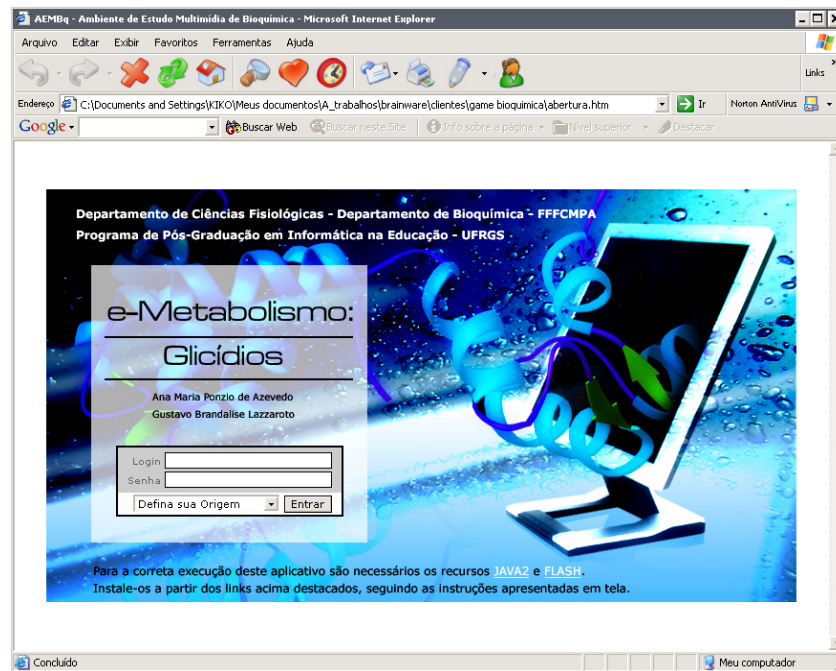 AEMBq - Ambiente de Estudo Multimídia de Bioquímica - Microsoft Internet Explorer
Arquivo Editar Exibir Favoritos Ferramentas Ajuda
Links
Endereço C:\Documents and Settings\KIKO\Meus documentos\A_trabalhos\brainware\clientes\game bioquimica\abertura.htm Ir Norton AntiVirus
Google Buscar Web Buscar neste Site Info sobre a página Nível superior Destacar
Departamento de Ciências Fisiológicas - Departamento de Bioquímica - FFFCMPA
Programa de Pós-Graduação em Informática na Educação - UFRGS
e-Metabolismo:
Glicídios
Ana Maria Ponzio de Azevedo
Gustavo Brandalise Lazzaroto
Login
Senha
Defina sua Origem Entrar
Para a correta execução deste aplicativo são necessários os recursos JAVA2 e FLASH.
Instale-os a partir dos links acima destacados, seguindo as instruções apresentadas em tela.
Concluído Meu computador